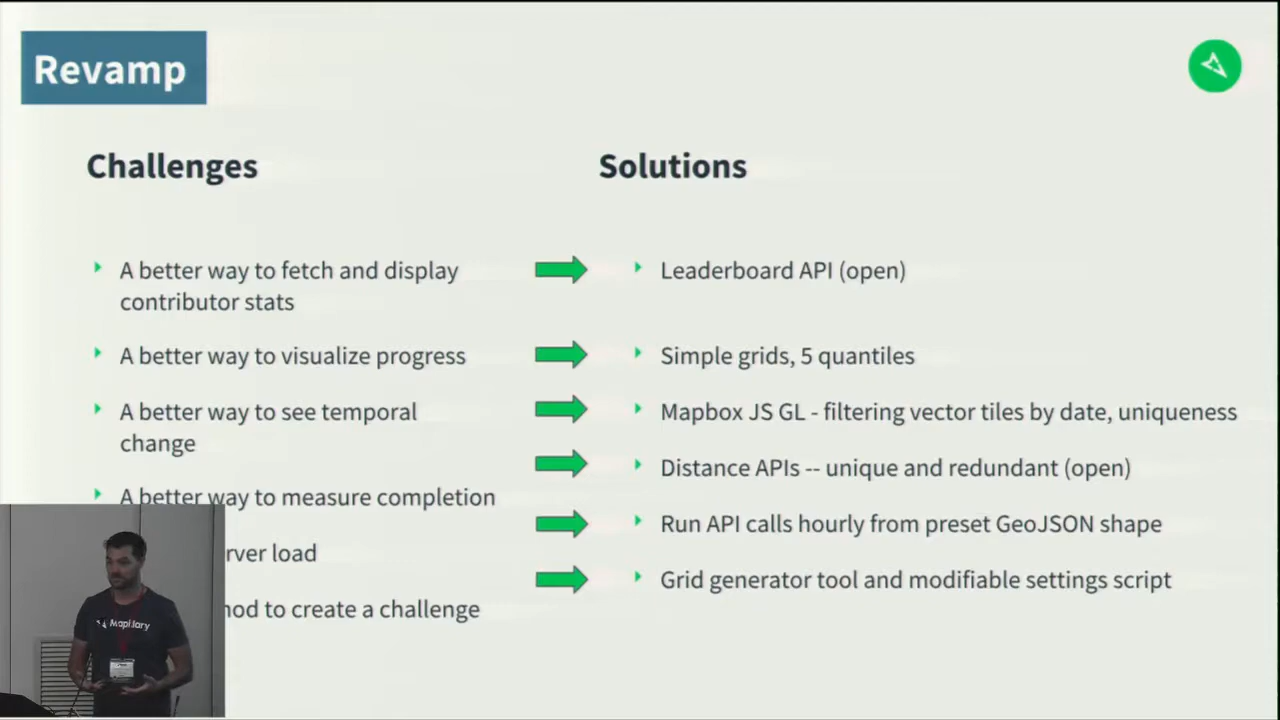 Revamp
Challenges
A better way to fetch and display
contributor stats
A better way to visualize progress
A better way to see temporal
change
A better way to measure completion
load
to create a challenge
Solutions
Leaderboard API (open)
Simple grids, 5 quantiles
Mapbox JS GL - filtering vector tiles by date, uniqueness
Distance APIs -- unique and redundant (open)
Run API calls hourly from preset GeoJSON shape
Grid generator tool and modifiable settings script
Mapillary